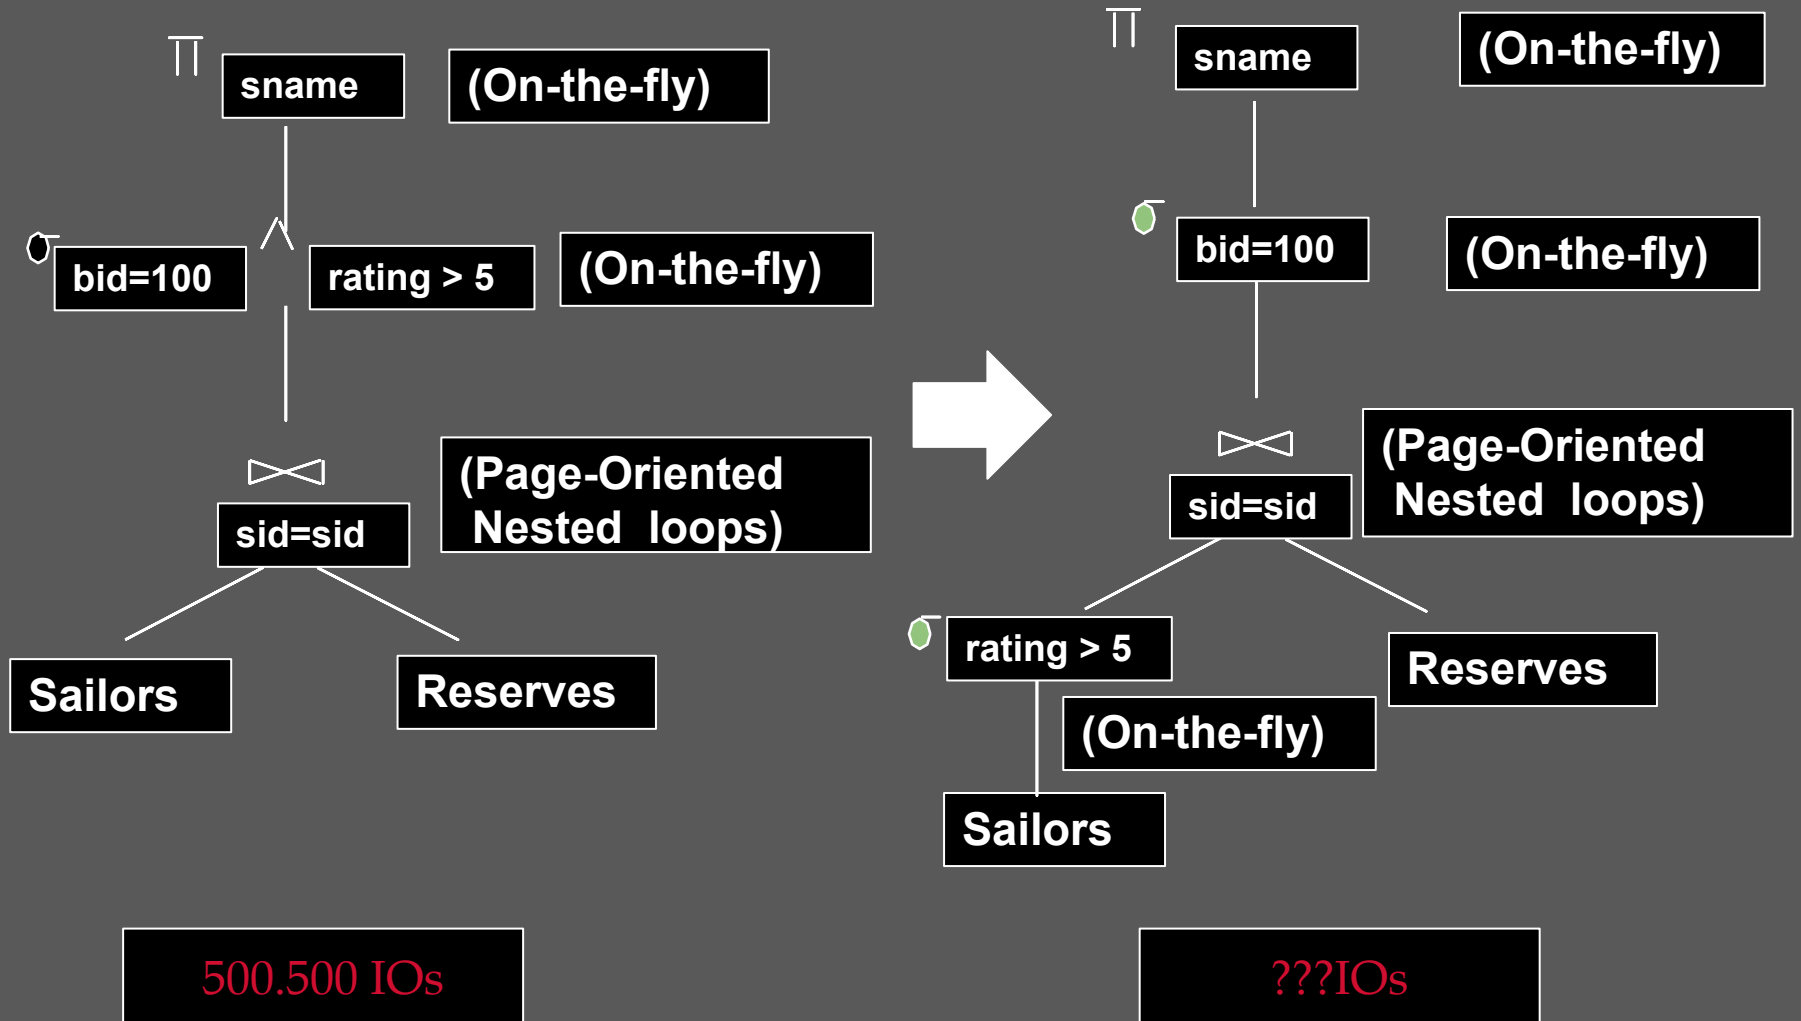 sname
(On-the-fly)
bid=100
rating > 5
(On-the-fly)
(Page-Oriented
Nested loops)
sid=sid
Sailors
Reserves
500.500 IOs
sname
(On-the-fly)
bid=100
(On-the-fly)
(Page-Oriented
Nested loops)
sid=sid
rating > 5
Reserves
(On-the-fly)
Sailors
???IOs